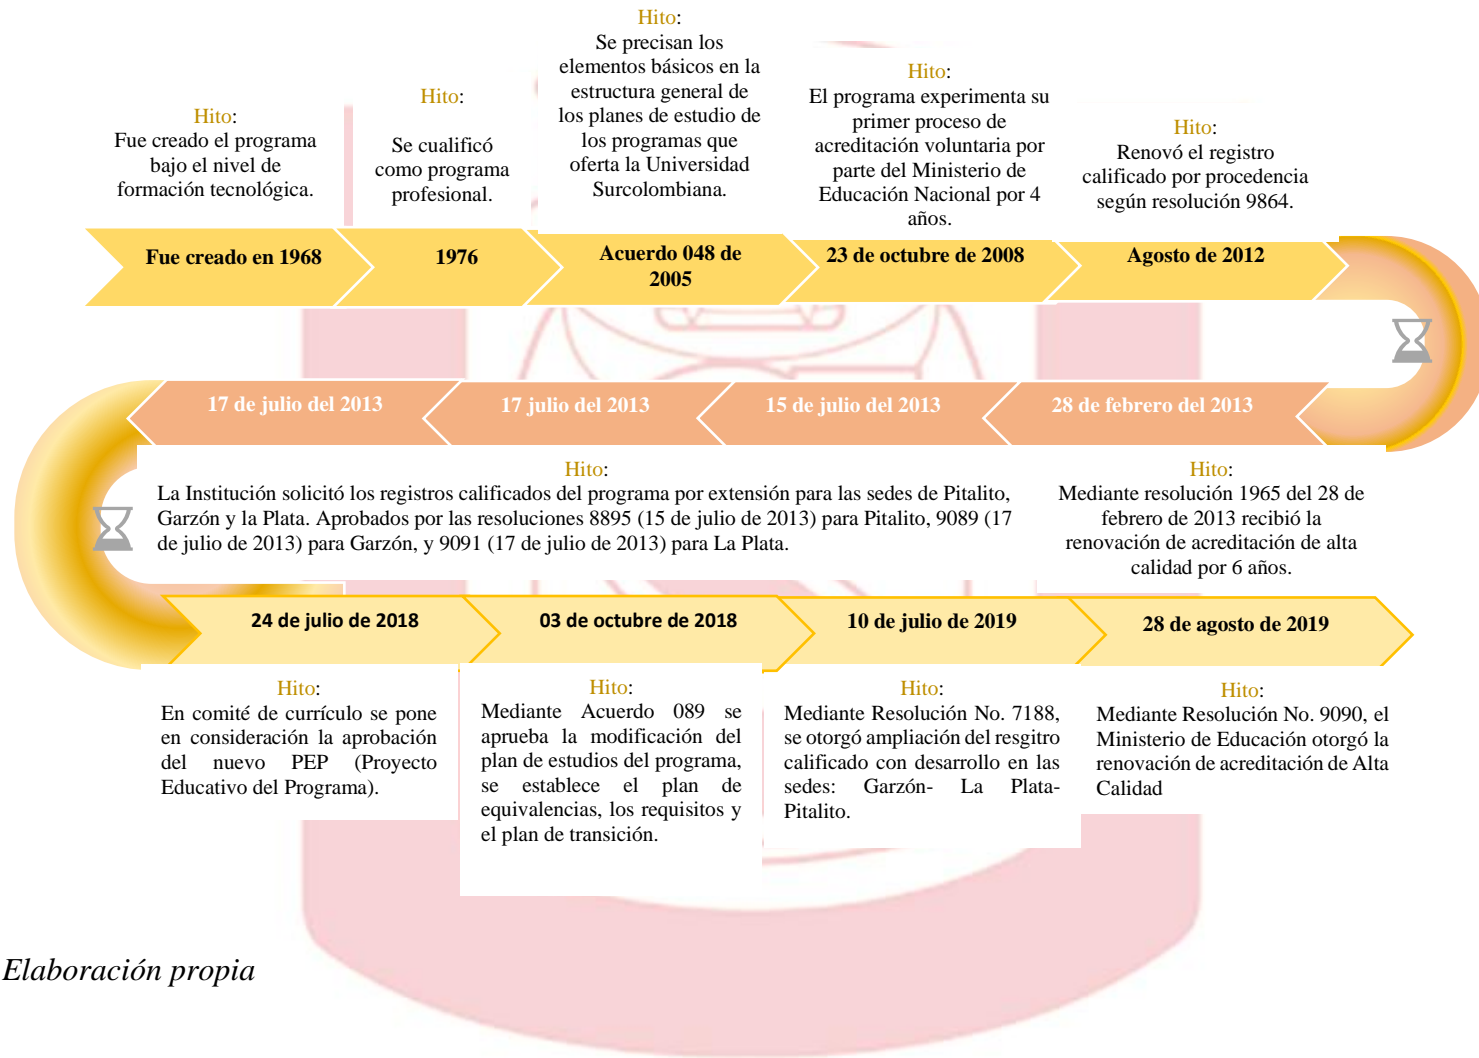 Hito:
Fue creado el programa
bajo el nivel de
formación tecnológica.
Fue creado en 1968
Hito:
Se cualificó
como programa
profesional.
1976
Hito:
Se precisan los
elementos básicos en la
estructura general de
los planes de estudio de
los programas que
oferta la Universidad
Surcolombiana.
Acuerdo 048 de
2005
Hito:
El programa experimenta su
primer proceso de
acreditación voluntaria por
parte del Ministerio de
Educación Nacional por 4
años.
23 de octubre de 2008
Hito:
Renovó el registro
calificado por procedencia
según resolución 9864.
Agosto de 2012
28 de febrero del 2013
Hito:
Mediante resolución 1965 del 28 de
febrero de 2013 recibió la
renovación de acreditación de alta
calidad por 6 años.
15 de julio del 2013
17 julio del 2013
17 de julio del 2013
Hito:
La Institución solicitó los registros calificados del programa por extensión para las sedes de Pitalito,
Garzón y la Plata. Aprobados por las resoluciones 8895 (15 de julio de 2013) para Pitalito, 9089 (17
de julio de 2013) para Garzón, y 9091 (17 de julio de 2013) para La Plata.
24 de julio de 2018
Hito:
En comité de currículo se pone
en consideración la aprobación
del nuevo PEP (Proyecto
Educativo del Programa).
03 de octubre de 2018
Hito:
Mediante Acuerdo 089 se
aprueba la modificación del
plan de estudios del programa,
se establece el plan de
equivalencias, los requisitos y
el plan de transición.
10 de julio de 2019
Hito:
Mediante Resolución No. 7188,
se otorgó ampliación del resgitro
calificado con desarrollo en las
sedes: Garzón- La Plata-
Pitalito.
28 de agosto de 2019
Hito:
Mediante Resolución No. 9090, el
Ministerio de Educación otorgó la
renovación de acreditación de Alta
Calidad
Elaboración propia